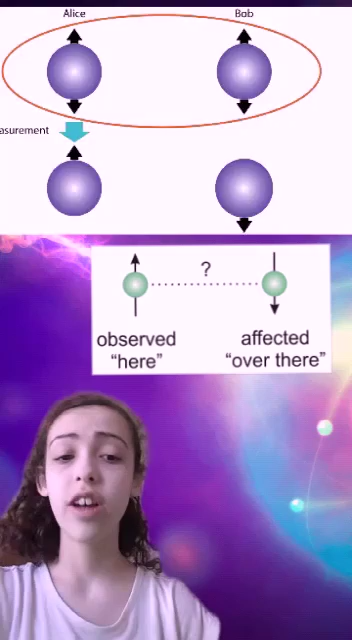 Alice Bob
asurement
?
observed affected
"here" "over there"